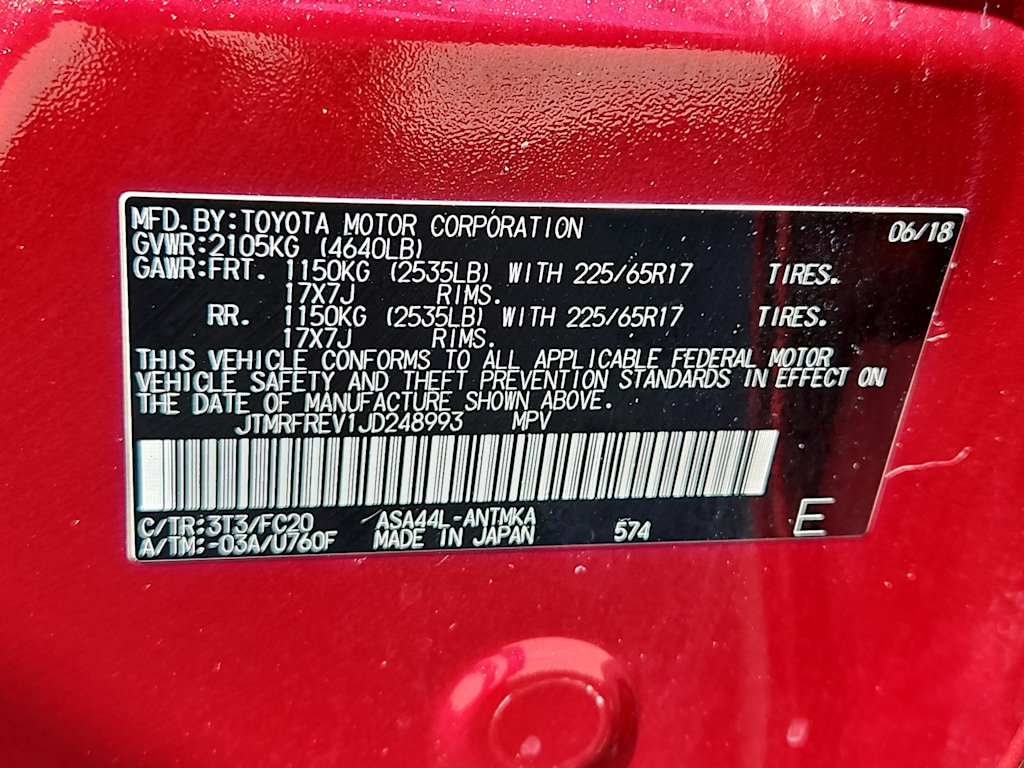 MFD. BY: TOYOTA MOTOR CORPORATION 06/18
GVWR: 2105KG (4640LB)
GAWR: FRT. 1150KG (2535LB) WITH 225/65R17 TIRES.
17X7J RIMS.
RR. 1150KG (2535LB) WITH 225/65R17 TIRES.
17X7J RIMS.
THIS VEHICLE CONFORMS TO ALL APPLICABLE FEDERAL MOTOR
VEHICLE SAFETY AND THEFT PREVENTION STANDARDS IN EFFECT ON
THE DATE OF MANUFACTURE SHOWN ABOVE.
JTMRFREV1JD248993 MPV
C/TR: 3T3/FC20 ASA44L-ANTMKA 574 E
A/TM: -03A/U760F MADE IN JAPAN